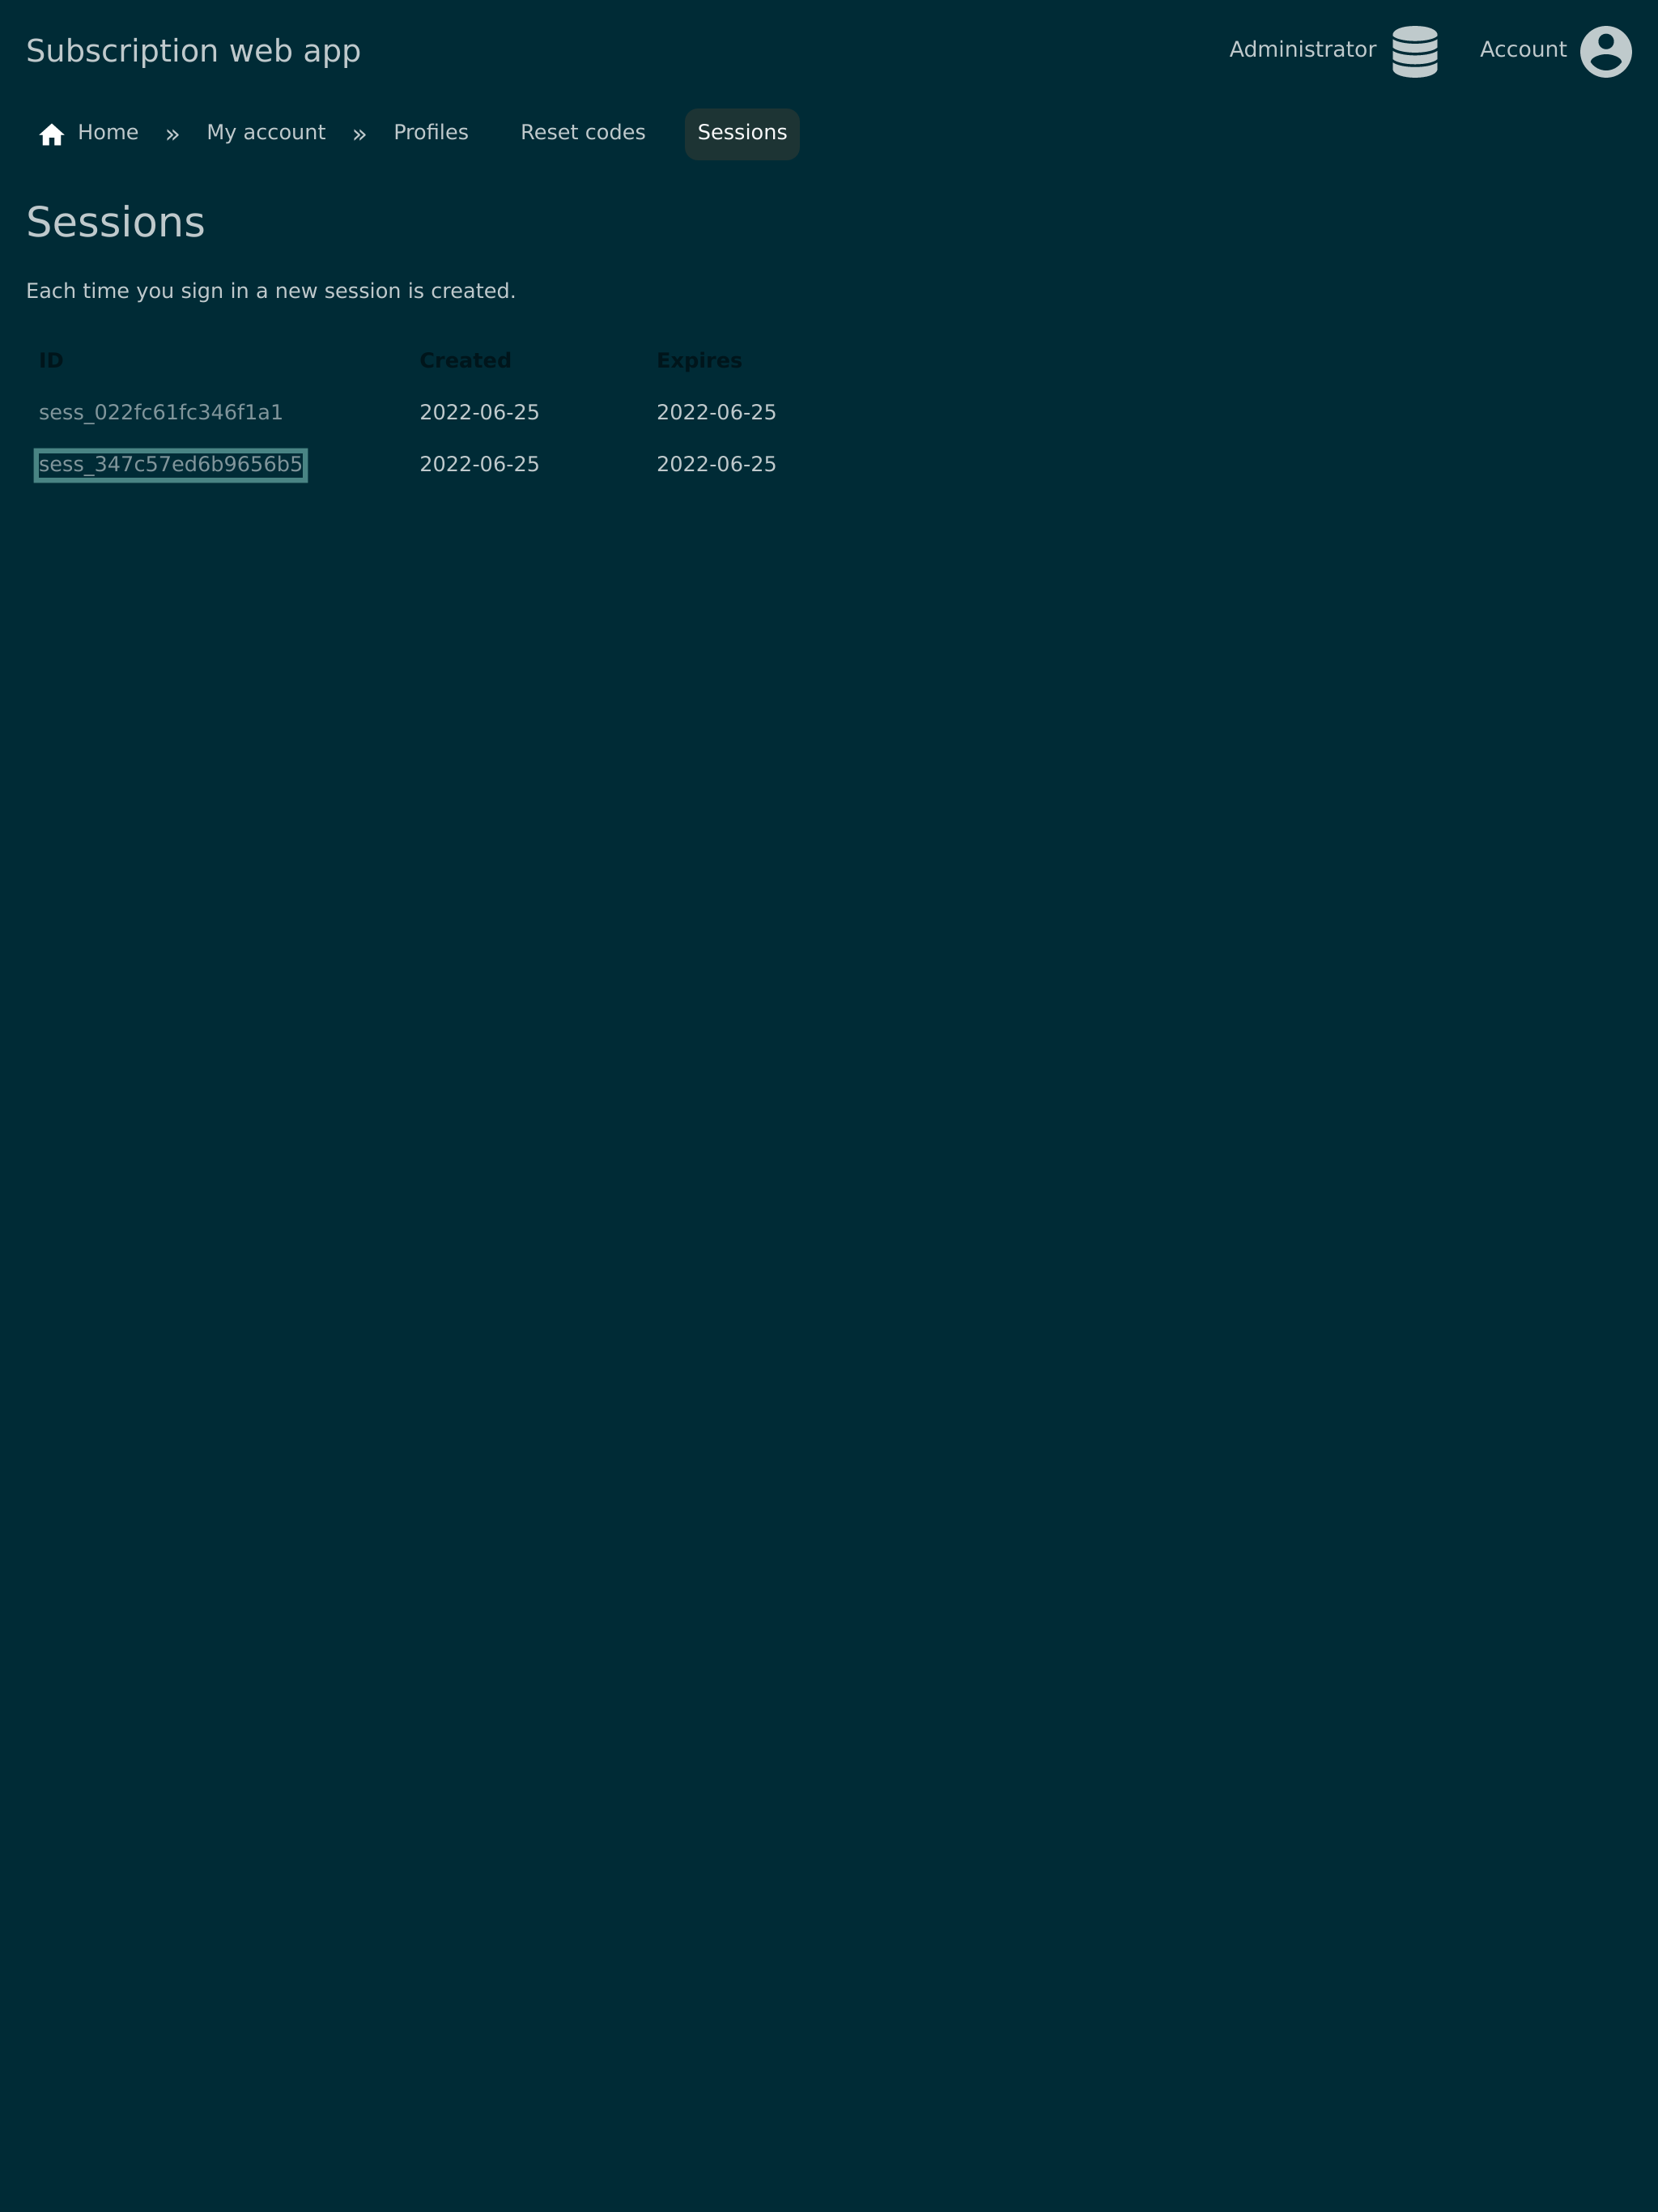 Subscription web app Administrator Account
Home » My account » Profiles Reset codes Sessions
Sessions
Each time you sign in a new session is created.
ID Created Expires
sess_022fc61fc346f1a1 2022-06-25 2022-06-25
sess_347c57ed6b9656b5 2022-06-25 2022-06-25